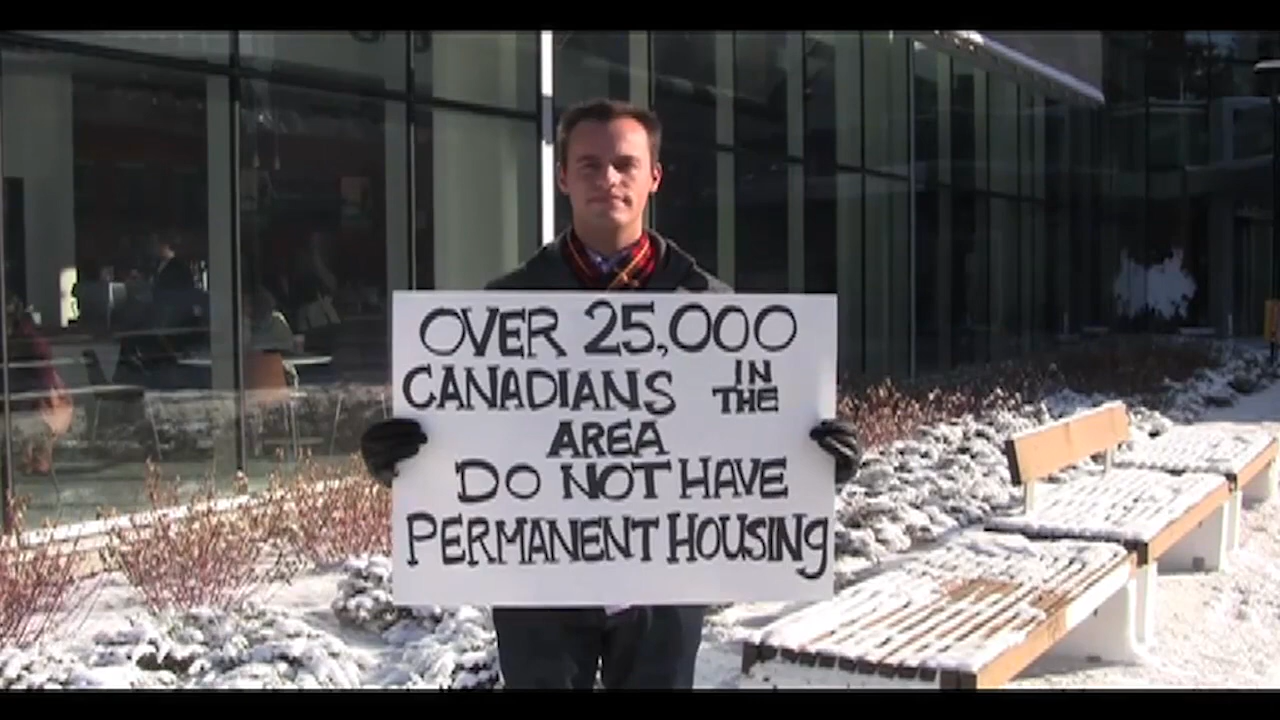 OVER 25,000
CANADIANS IN THE
AREA
DO NOT HAVE
PERMANENT HOUSING